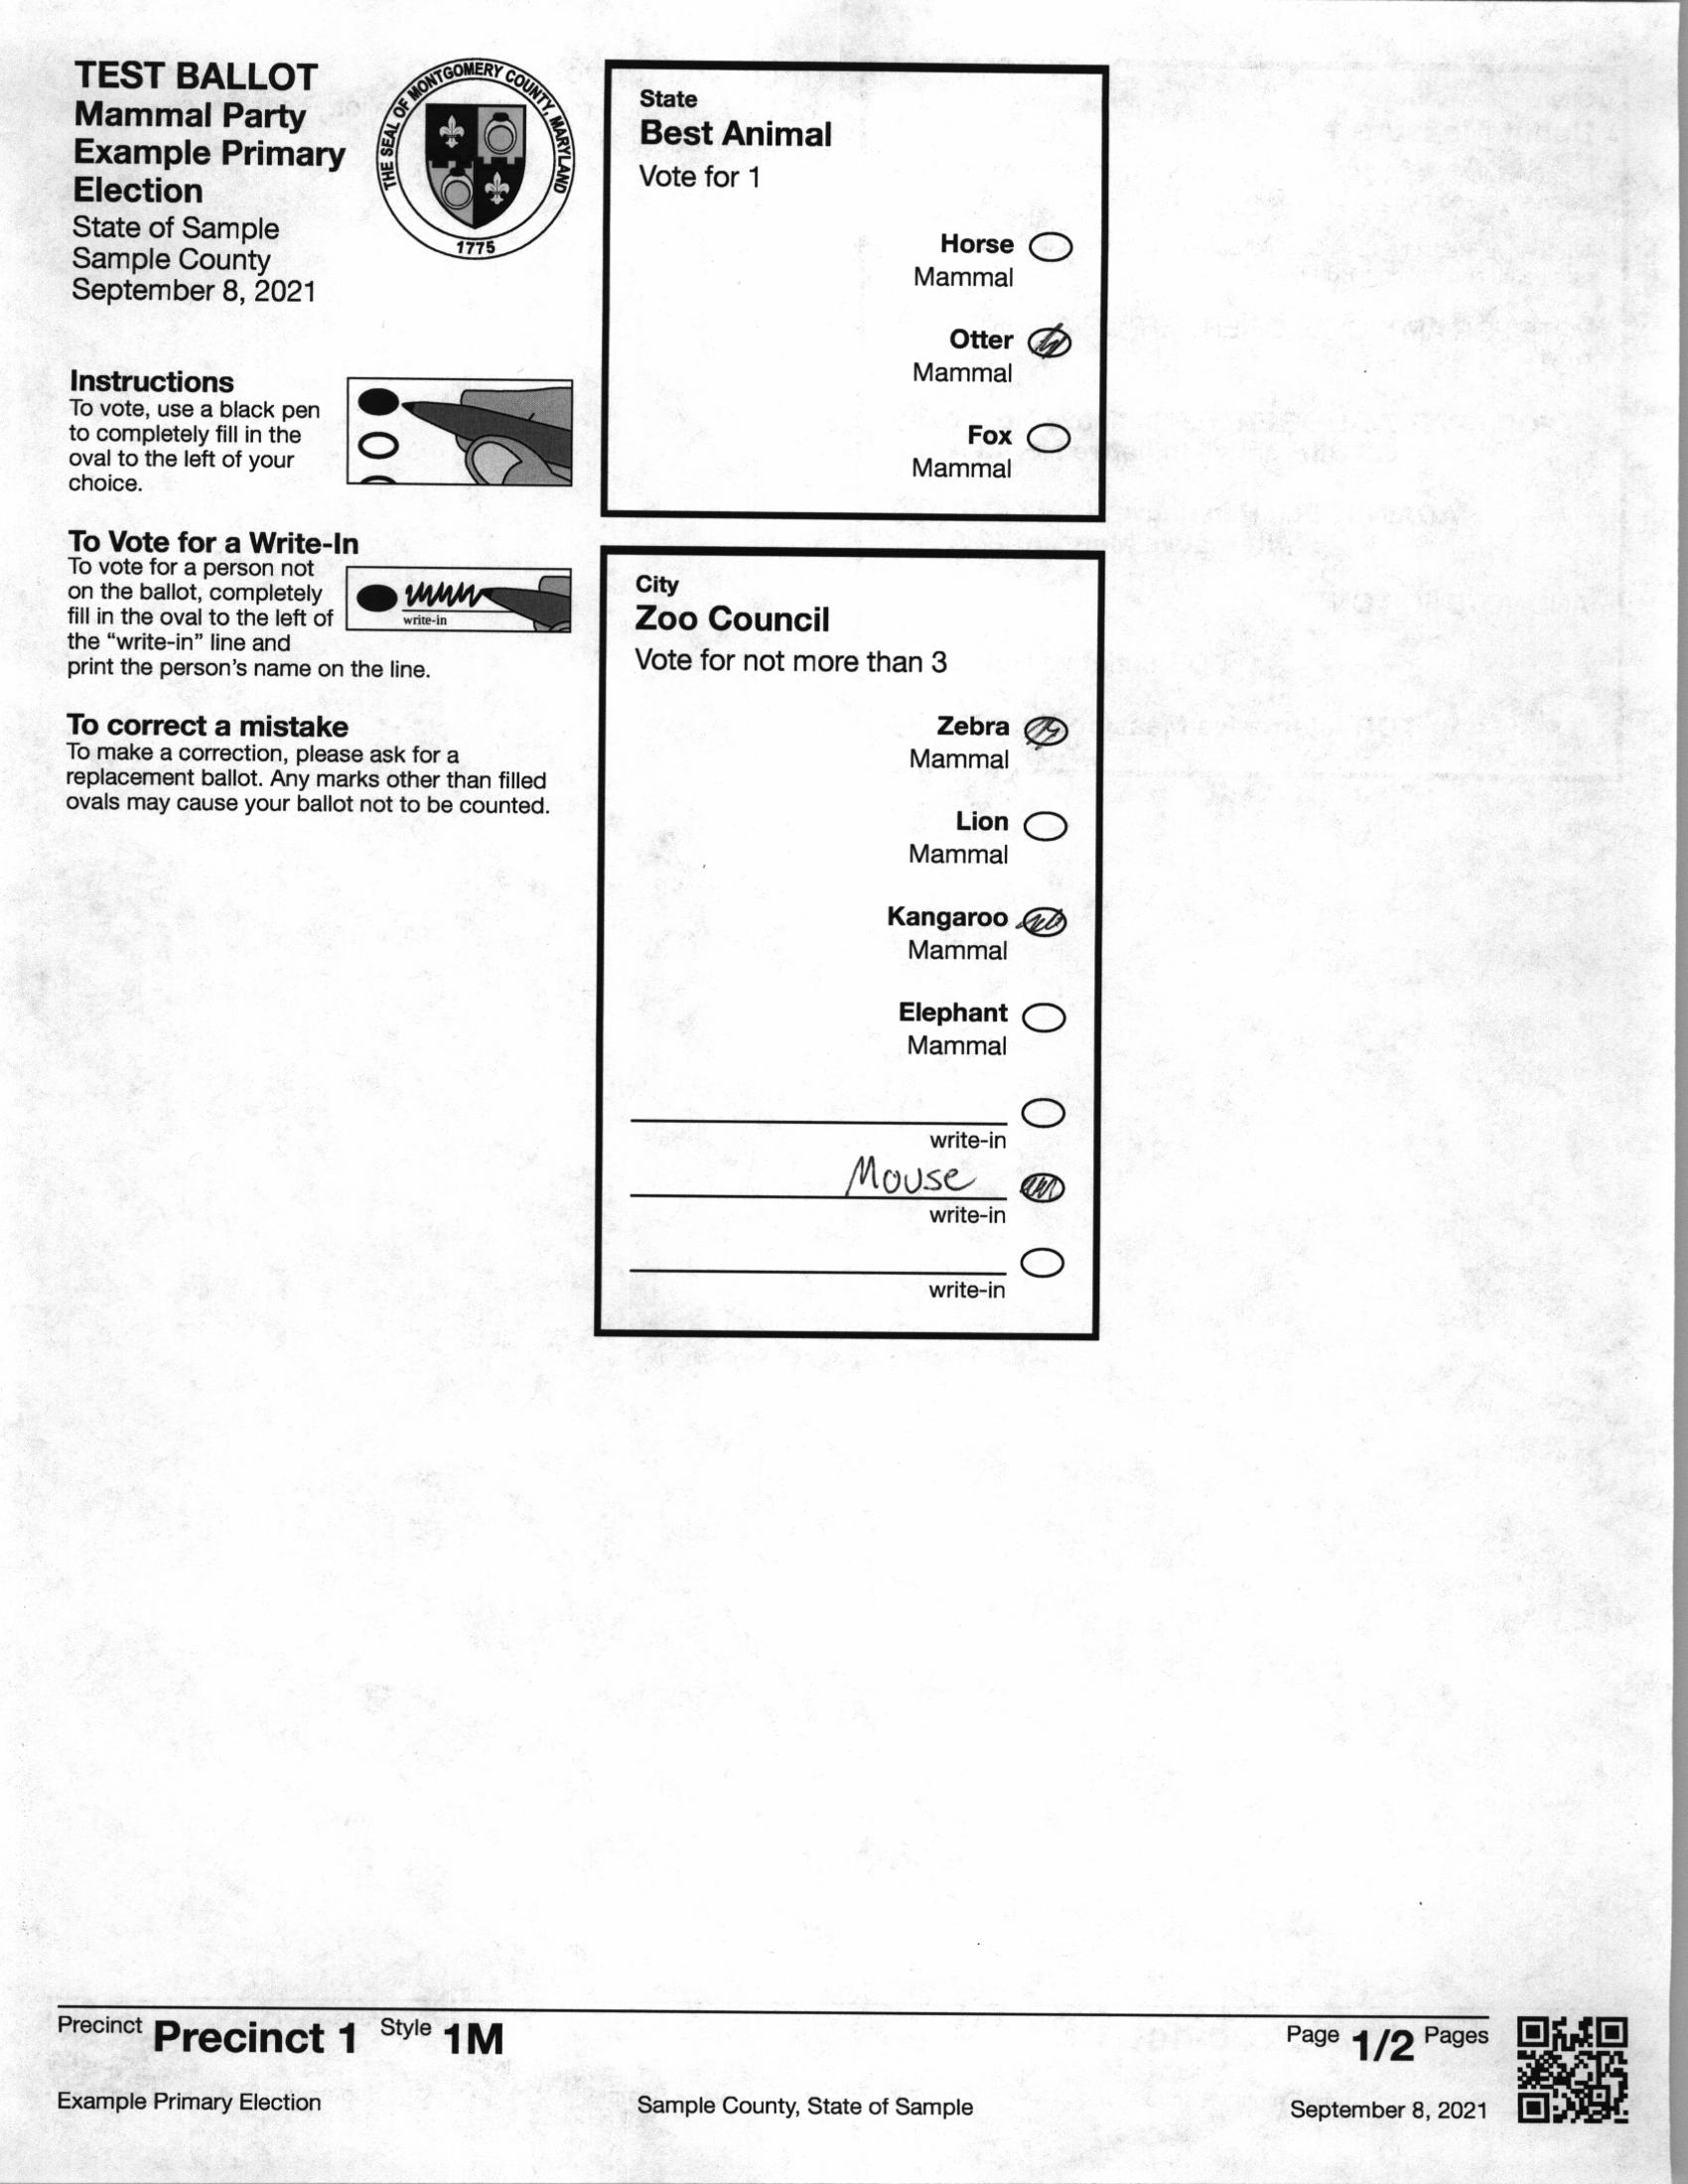 TEST BALLOT
Mammal Party
Example Primary
Election
State of Sample
Sample County
September 8, 2021
THE SEAL OF MONTGOMERY COUNTY, MARYLAND
1775
Instructions
To vote, use a black pen
to completely fill in the
oval to the left of your
choice.
To Vote for a Write-In
To vote for a person not
on the ballot, completely
fill in the oval to the left of
the “write-in” line and
print the person’s name on the line.
write-in
To correct a mistake
To make a correction, please ask for a
replacement ballot. Any marks other than filled
ovals may cause your ballot not to be counted.
State
Best Animal
Vote for 1
Horse
Mammal
Otter
Mammal
Fox
Mammal
City
Zoo Council
Vote for not more than 3
Zebra
Mammal
Lion
Mammal
Kangaroo
Mammal
Elephant
Mammal
write-in
Mouse
write-in
write-in
Precinct Precinct 1 Style 1M
Page 1/2 Pages
Example Primary Election
Sample County, State of Sample
September 8, 2021